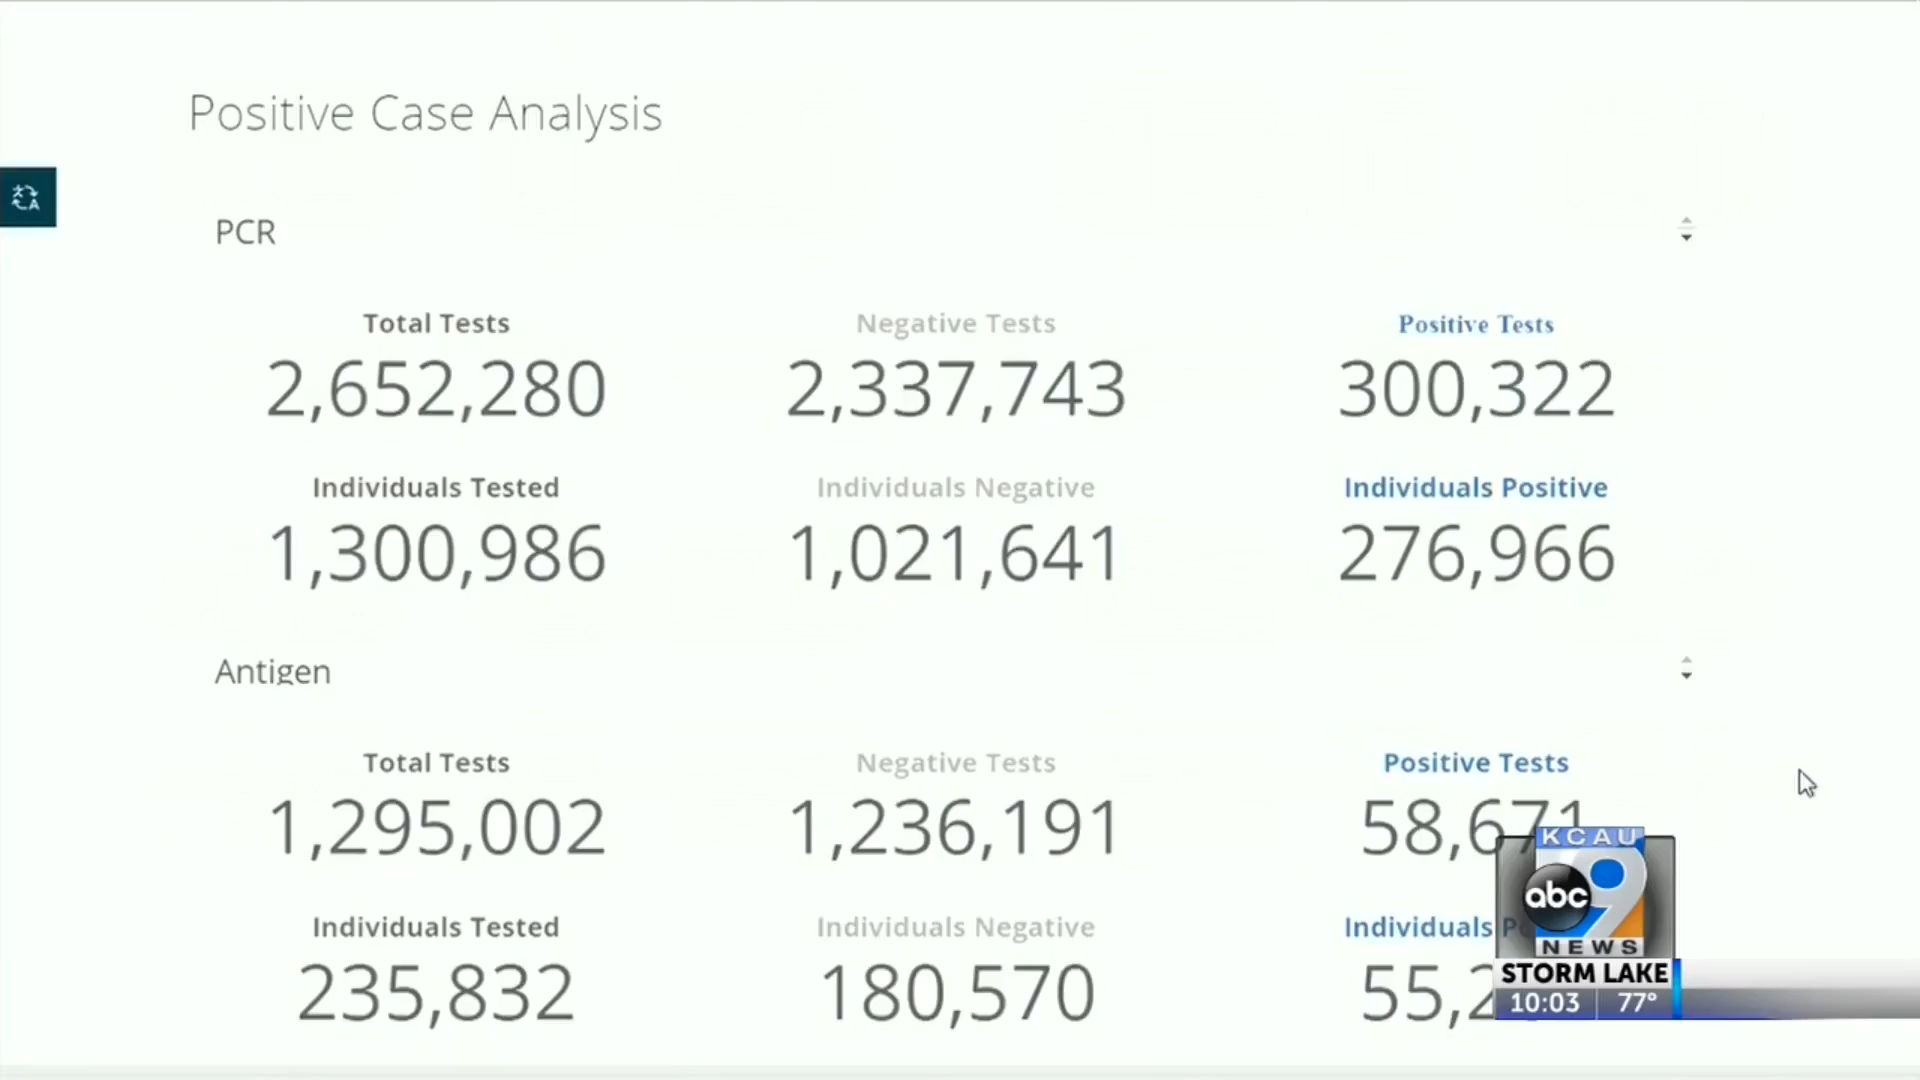 Positive Case Analysis
PCR
Total Tests Negative Tests Positive Tests
2,652,280 2,337,743 300,322
Individuals Tested Individuals Negative Individuals Positive
1,300,986 1,021,641 276,966
Antigen
Total Tests Negative Tests Positive Tests
1,295,002 1,236,191 58,671
Individuals Tested Individuals Negative Individuals
235,832 180,570
KCAU
abc 9
NEWS
STORM LAKE
10:03 77°